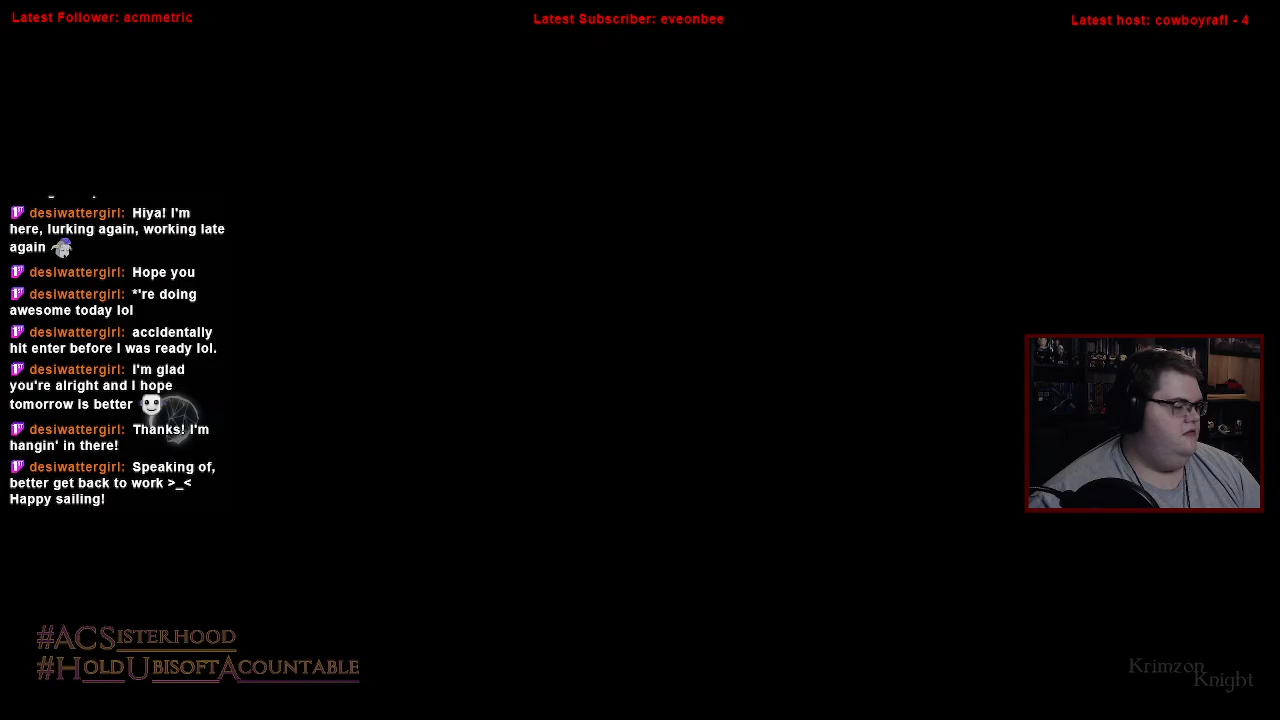 Latest Follower: acmmetric
Latest Subscriber: eveonbee
Latest host: cowboyrafl - 4
desiwattergirl: Hiya! I'm
here, lurking again, working late
again
desiwattergirl: Hope you
desiwattergirl: *'re doing
awesome today lol
desiwattergirl: accidentally
hit enter before I was ready lol.
desiwattergirl: I'm glad
you're alright and I hope
tomorrow is better
desiwattergirl: Thanks! I'm
hangin' in there!
desiwattergirl: Speaking of,
better get back to work >_<
Happy sailing!
#ACSISTERHOOD
#HOLDUBISOFTACOUNTABLE
Krimzon
Knight